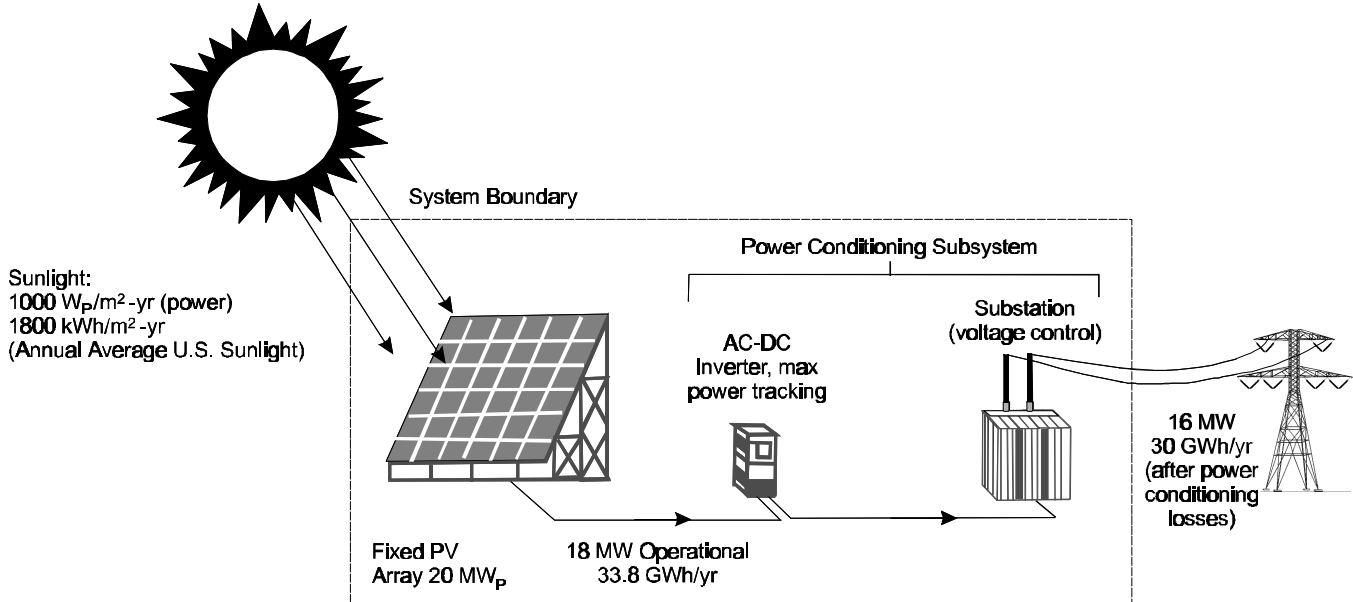 System Boundary
Power Conditioning Subsystem
Sunlight:
1000 Wₚ/m²-yr (power)
1800 kWh/m²-yr
(Annual Average U.S. Sunlight)
Substation
(voltage control)
AC-DC
Inverter, max
power tracking
16 MW
30 GWh/yr
(after power
conditioning
losses)
Fixed PV
Array 20 MWₚ
18 MW Operational
33.8 GWh/yr